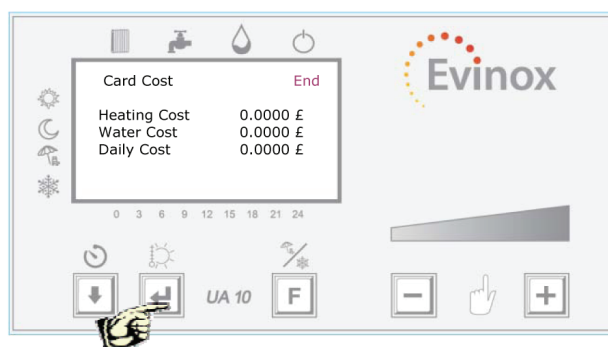 Evinox
Card Cost End
Heating Cost 0.0000 £
Water Cost 0.0000 £
Daily Cost 0.0000 £
0 3 6 9 12 15 18 21 24
UA 10 F